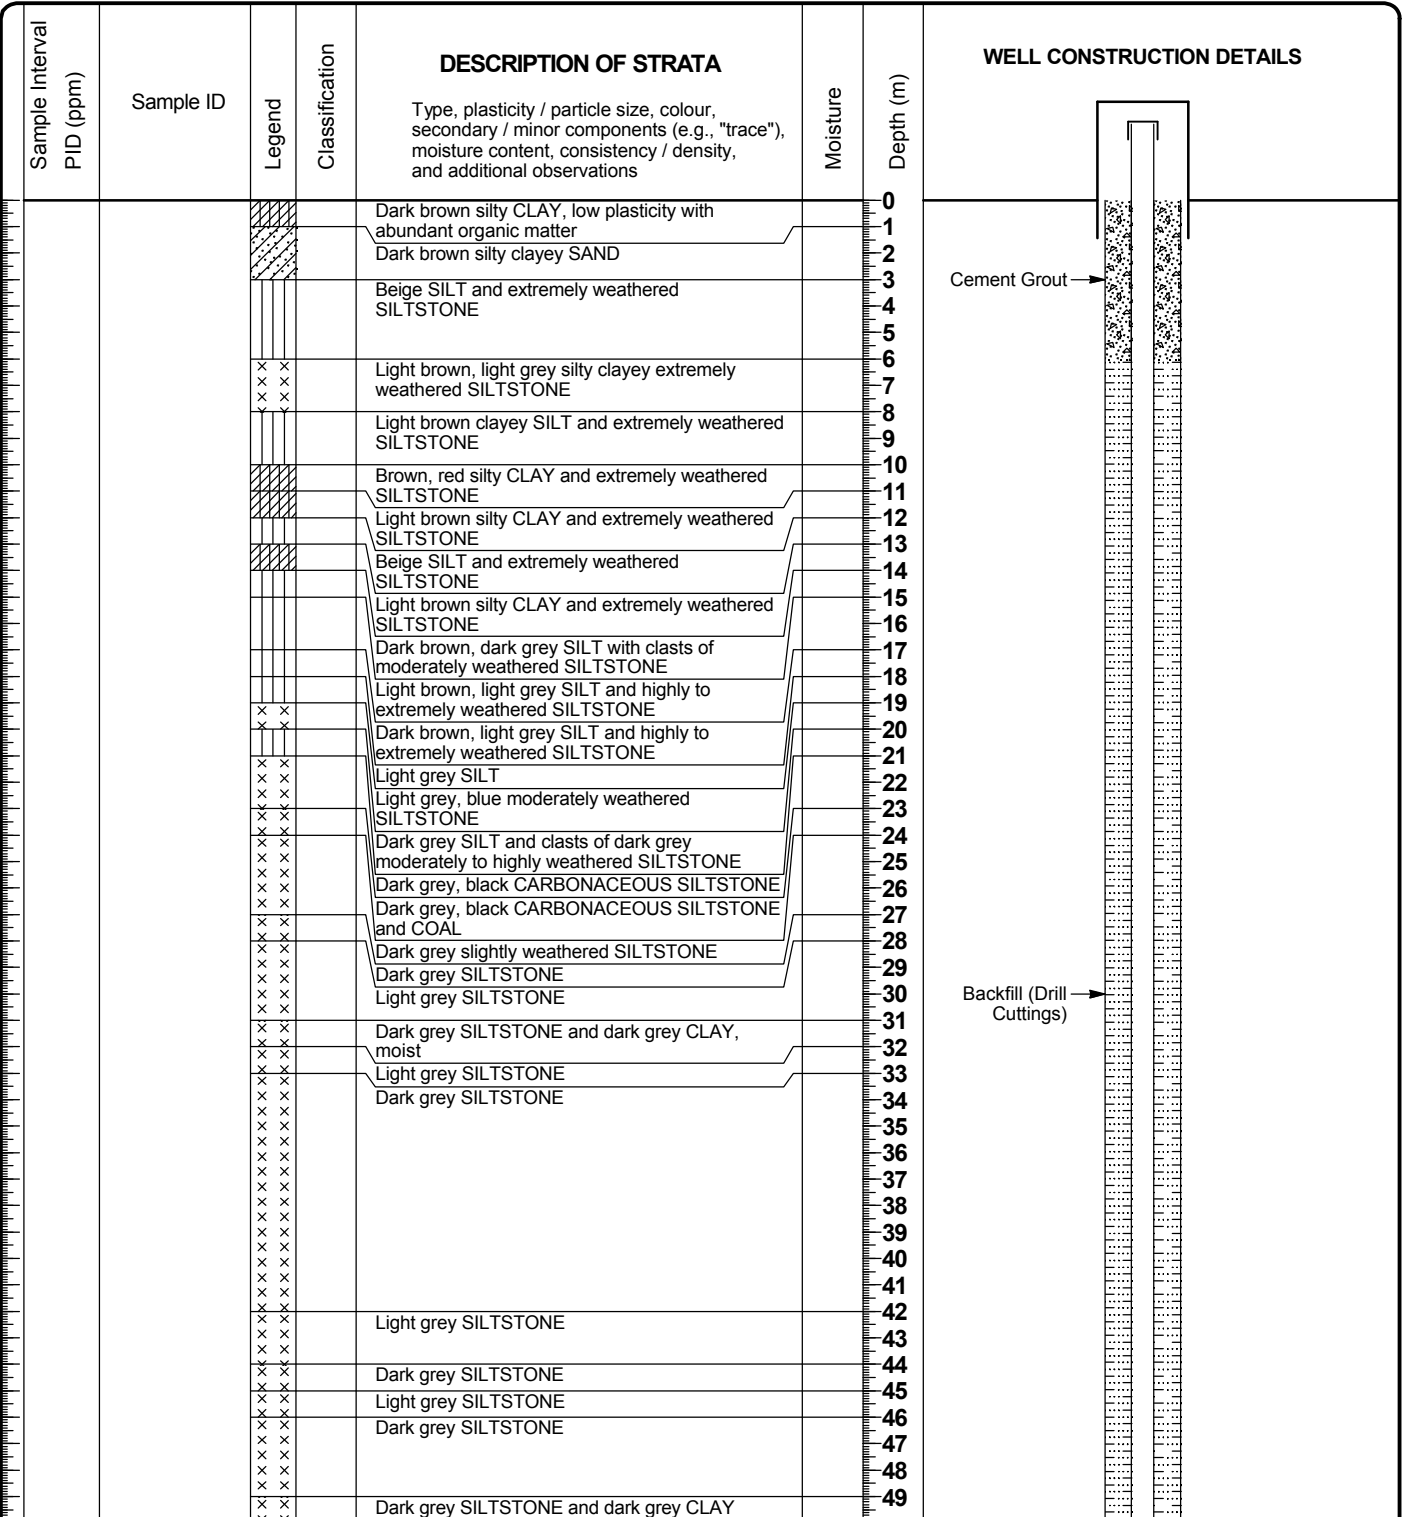 Sample Interval
PID (ppm)
Sample ID
Legend
Classification
DESCRIPTION OF STRATA
Type, plasticity / particle size, colour,
secondary / minor components (e.g., "trace"),
moisture content, consistency / density,
and additional observations
Moisture
Depth (m)
WELL CONSTRUCTION DETAILS
0
Dark brown silty CLAY, low plasticity with
abundant organic matter
1
Dark brown silty clayey SAND
2
3
Cement Grout
Beige SILT and extremely weathered
SILTSTONE
4
5
6
Light brown, light grey silty clayey extremely
weathered SILTSTONE
7
8
Light brown clayey SILT and extremely weathered
SILTSTONE
9
10
Brown, red silty CLAY and extremely weathered
SILTSTONE
11
Light brown silty CLAY and extremely weathered
SILTSTONE
12
13
Beige SILT and extremely weathered
SILTSTONE
14
Light brown silty CLAY and extremely weathered
SILTSTONE
15
16
Dark brown, dark grey SILT with clasts of
moderately weathered SILTSTONE
17
18
Light brown, light grey SILT and highly to
extremely weathered SILTSTONE
19
Dark brown, light grey SILT and highly to
extremely weathered SILTSTONE
20
21
Light grey SILT
22
Light grey, blue moderately weathered
SILTSTONE
23
Dark grey SILT and clasts of dark grey
moderately to highly weathered SILTSTONE
24
25
Dark grey, black CARBONACEOUS SILTSTONE
26
Dark grey, black CARBONACEOUS SILTSTONE
and COAL
27
Dark grey slightly weathered SILTSTONE
28
Dark grey SILTSTONE
29
Light grey SILTSTONE
30
Backfill (Drill
Cuttings)
31
Dark grey SILTSTONE and dark grey CLAY,
moist
32
Light grey SILTSTONE
33
Dark grey SILTSTONE
34
35
36
37
38
39
40
41
42
Light grey SILTSTONE
43
44
Dark grey SILTSTONE
45
Light grey SILTSTONE
46
Dark grey SILTSTONE
47
48
49
Dark grey SILTSTONE and dark grey CLAY